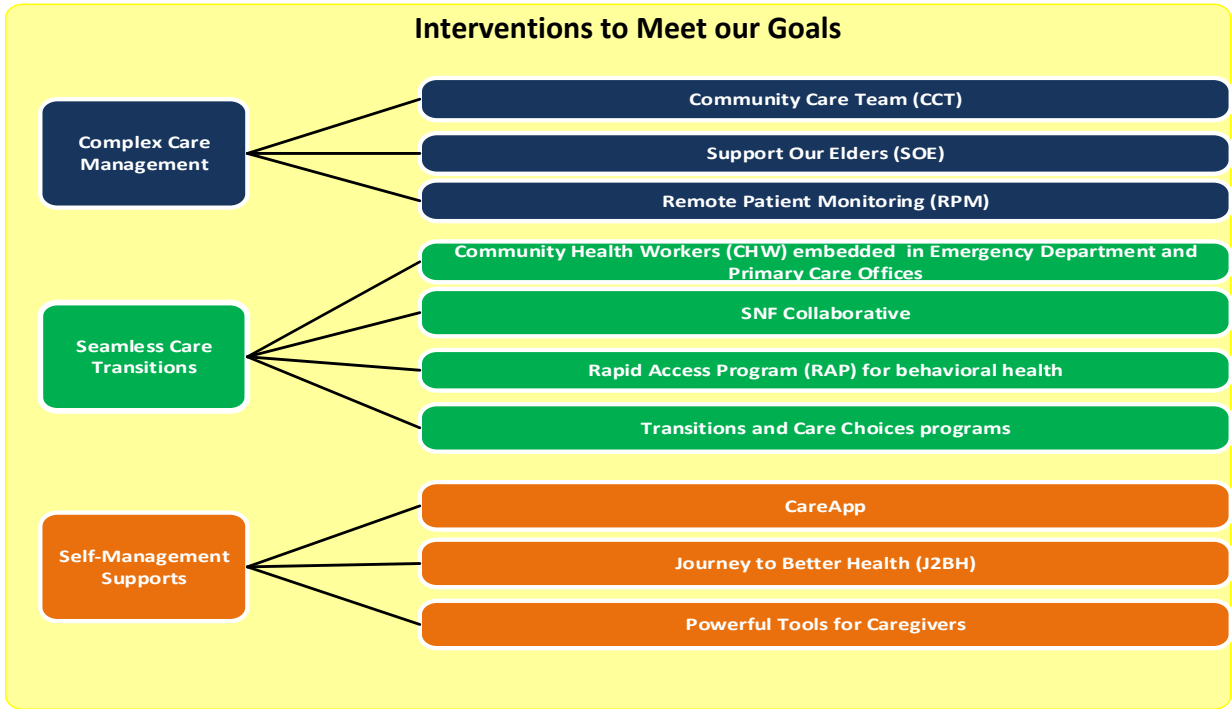 Interventions to Meet our Goals
Complex Care
Management
Community Care Team (CCT)
Support Our Elders (SOE)
Remote Patient Monitoring (RPM)
Seamless Care
Transitions
Community Health Workers (CHW) embedded in Emergency Department and
Primary Care Offices
SNF Collaborative
Rapid Access Program (RAP) for behavioral health
Transitions and Care Choices programs
Self-Management
Supports
CareApp
Journey to Better Health (J2BH)
Powerful Tools for Caregivers